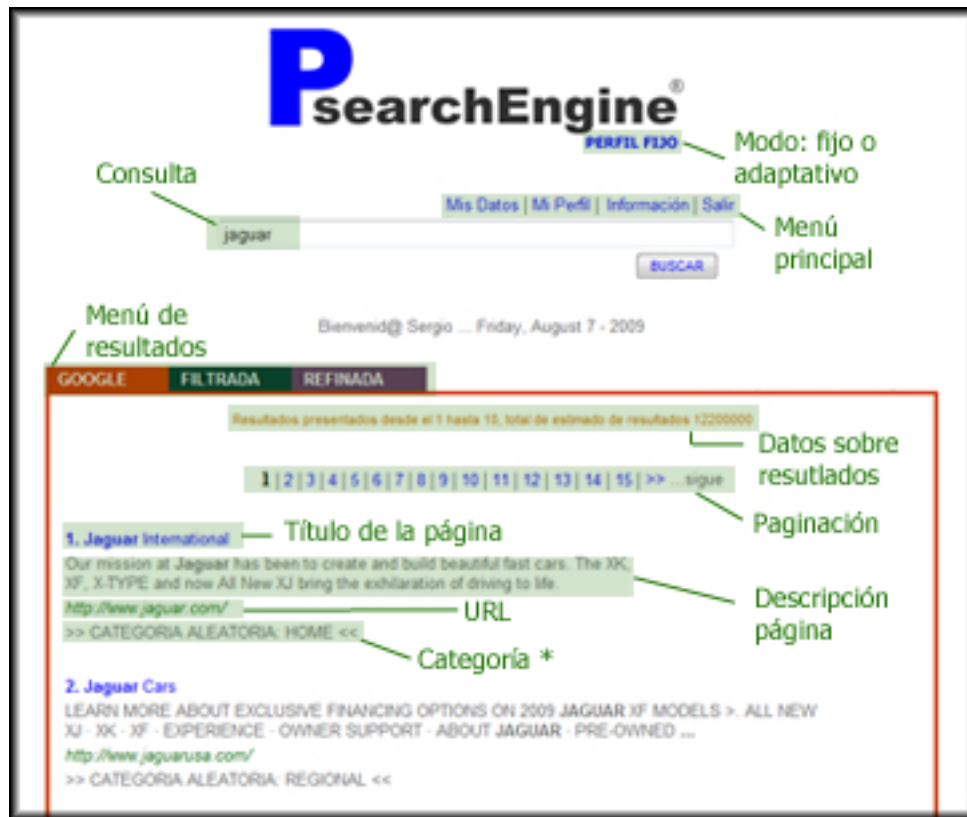 PsearchEngine®
PERFIL FIJO
Modo: fijo o
adaptativo
Consulta
Mis Datos | Mi Perfil | Información | Salir
Menú
principal
jaguar
BUSCAR
Menú de
resultados
Bienvenid@ Sergio ... Friday, August 7 - 2009
GOOGLE FILTRADA REFINADA
Resultados presentados desde el 1 hasta 10, total de estimado de resultados 12200000
Datos sobre
resutlados
1 | 2 | 3 | 4 | 5 | 6 | 7 | 8 | 9 | 10 | 11 | 12 | 13 | 14 | 15 | >> ...sigue
Paginación
1. Jaguar International
Título de la página
Our mission at Jaguar has been to create and build beautiful fast cars. The XK,
XF, X-TYPE and now All New XJ bring the exhilaration of driving to life.
Descripción
página
http://www.jaguar.com/
URL
>> CATEGORIA ALEATORIA: HOME <<
Categoría *
2. Jaguar Cars
LEARN MORE ABOUT EXCLUSIVE FINANCING OPTIONS ON 2009 JAGUAR XF MODELS >. ALL NEW
XJ · XK · XF · EXPERIENCE · OWNER SUPPORT · ABOUT JAGUAR · PRE-OWNED ...
http://www.jaguarusa.com/
>> CATEGORIA ALEATORIA: REGIONAL <<